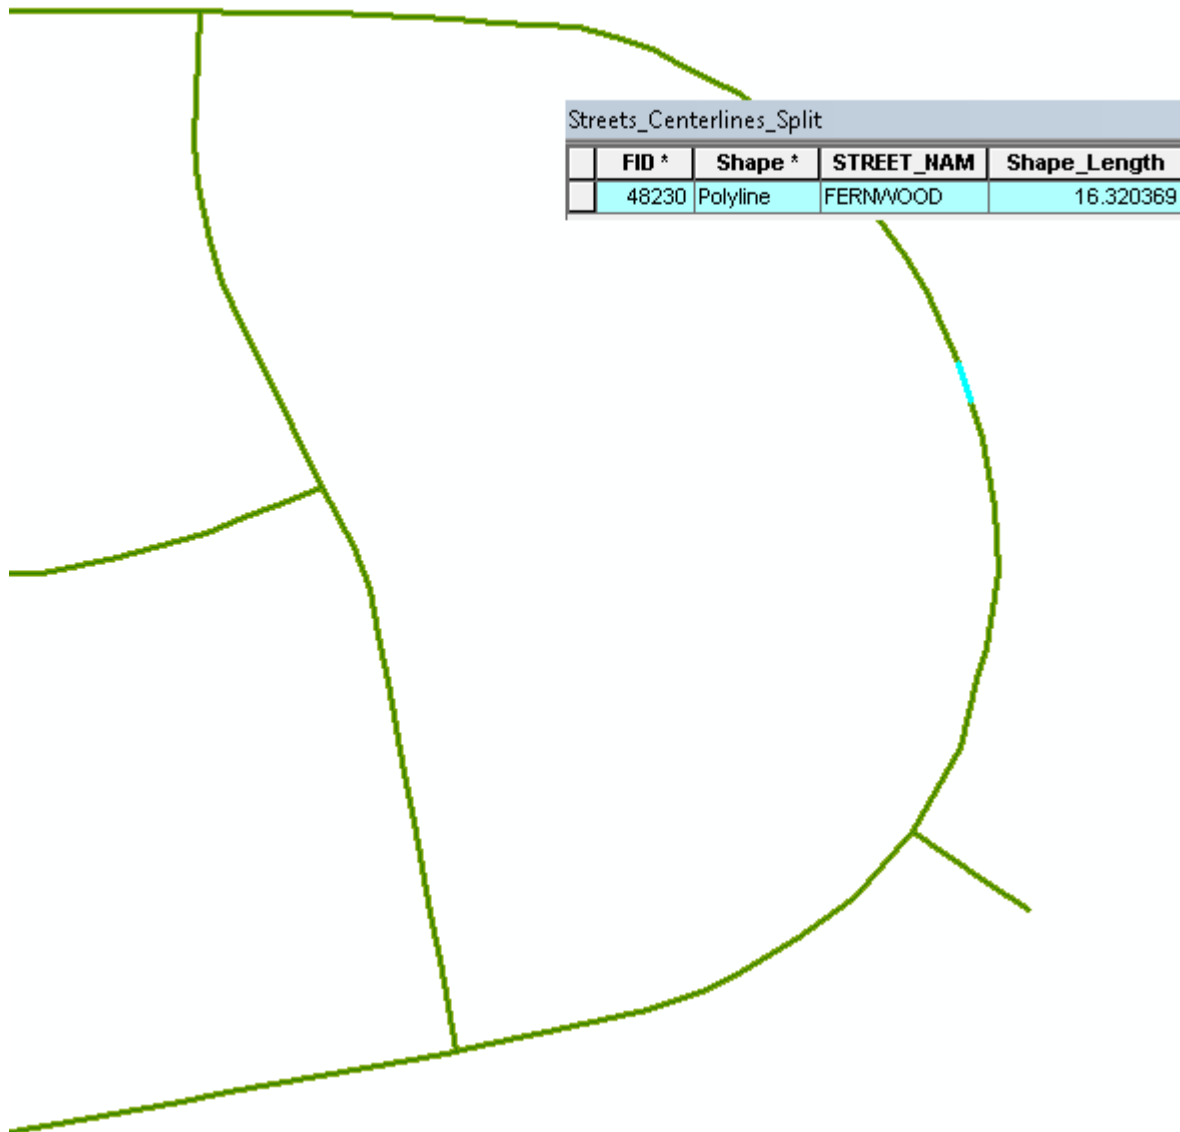 Streets_Centerlines_Split
FID * Shape * STREET_NAM Shape_Length
48230 Polyline FERNWOOD 16.320369